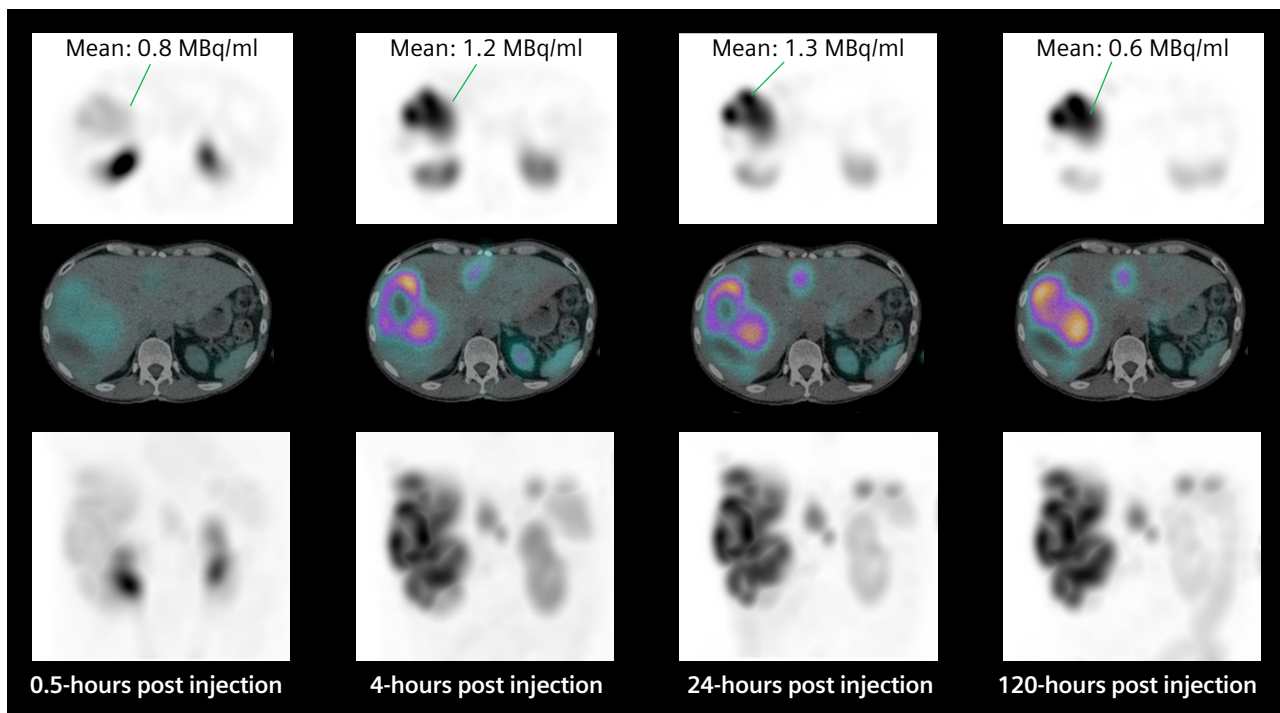 Mean: 0.8 MBq/ml
Mean: 1.2 MBq/ml
Mean: 1.3 MBq/ml
Mean: 0.6 MBq/ml
0.5-hours post injection
4-hours post injection
24-hours post injection
120-hours post injection